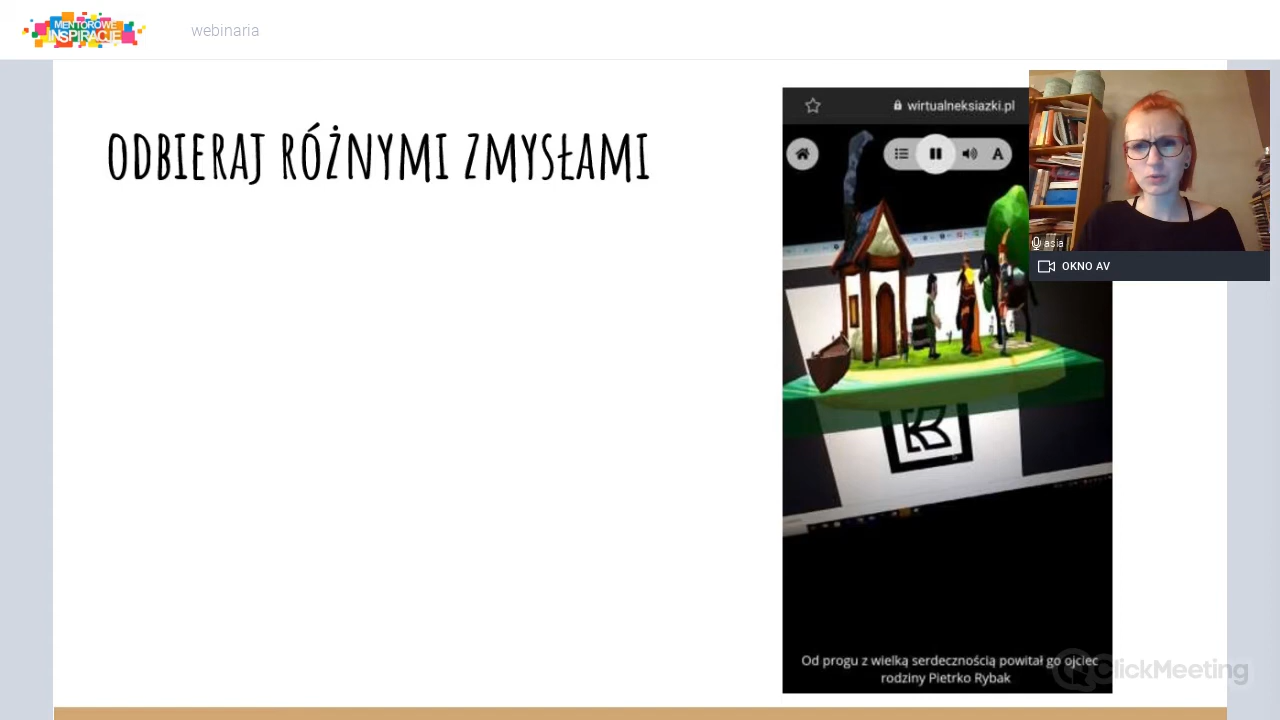 MENTOROWE
INSPIRACJE
webinaria
ODBIERAJ RÓŻNYMI ZMYSŁAMI
wirtualneksiazki.pl
A
asia
OKNO AV
Od progu z wielką serdecznością powitał go ojciec
rodziny Pietrko Rybak
ClickMeeting